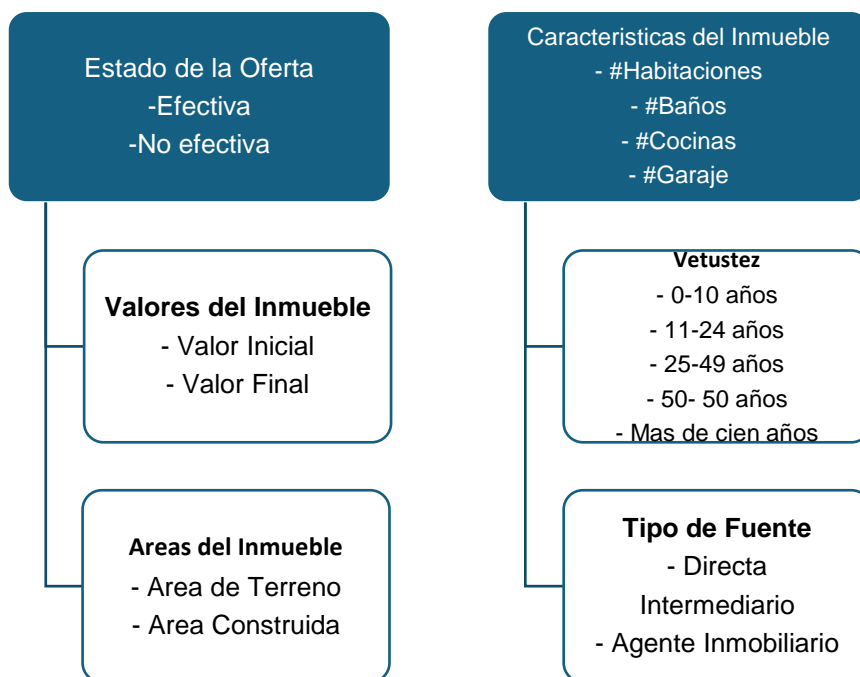 Estado de la Oferta
-Efectiva
-No efectiva
Valores del Inmueble
- Valor Inicial
- Valor Final
Areas del Inmueble
- Area de Terreno
- Area Construida
Caracteristicas del Inmueble
- #Habitaciones
- #Baños
- #Cocinas
- #Garaje
Vetustez
- 0-10 años
- 11-24 años
- 25-49 años
- 50- 50 años
- Mas de cien años
Tipo de Fuente
- Directa
Intermediario
- Agente Inmobiliario